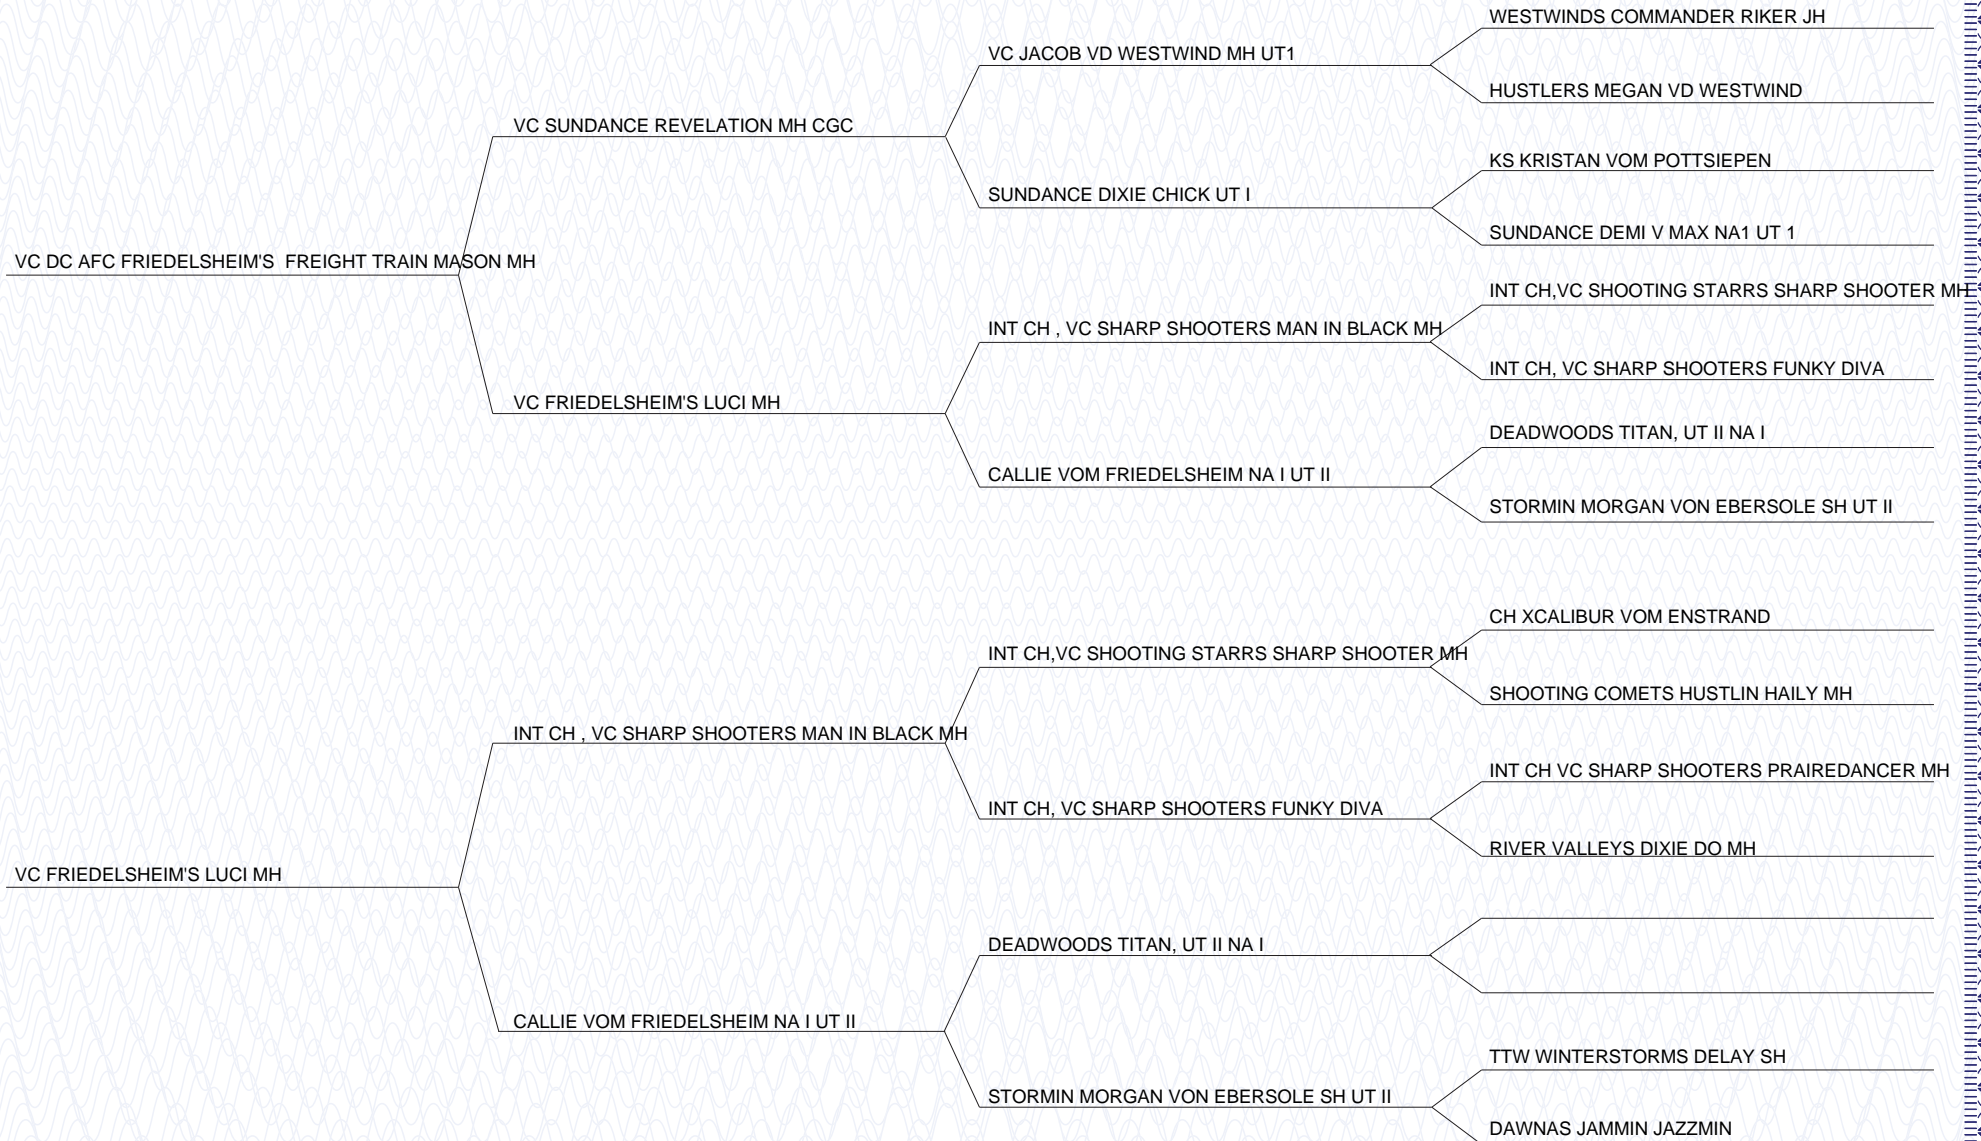 WESTWINDS COMMANDER RIKER JH
VC JACOB VD WESTWIND MH UT1
HUSTLERS MEGAN VD WESTWIND
VC SUNDANCE REVELATION MH CGC
KS KRISTAN VOM POTTSIEPEN
SUNDANCE DIXIE CHICK UT I
SUNDANCE DEMI V MAX NA1 UT 1
VC DC AFC FRIEDELSHEIM'S  FREIGHT TRAIN MASON MH
INT CH,VC SHOOTING STARRS SHARP SHOOTER MH
INT CH , VC SHARP SHOOTERS MAN IN BLACK MH
INT CH, VC SHARP SHOOTERS FUNKY DIVA
VC FRIEDELSHEIM'S LUCI MH
DEADWOODS TITAN, UT II NA I
CALLIE VOM FRIEDELSHEIM NA I UT II
STORMIN MORGAN VON EBERSOLE SH UT II
CH XCALIBUR VOM ENSTRAND
INT CH,VC SHOOTING STARRS SHARP SHOOTER MH
SHOOTING COMETS HUSTLIN HAILY MH
INT CH , VC SHARP SHOOTERS MAN IN BLACK MH
INT CH VC SHARP SHOOTERS PRAIREDANCER MH
INT CH, VC SHARP SHOOTERS FUNKY DIVA
RIVER VALLEYS DIXIE DO MH
VC FRIEDELSHEIM'S LUCI MH
DEADWOODS TITAN, UT II NA I
CALLIE VOM FRIEDELSHEIM NA I UT II
TTW WINTERSTORMS DELAY SH
STORMIN MORGAN VON EBERSOLE SH UT II
DAWNAS JAMMIN JAZZMIN